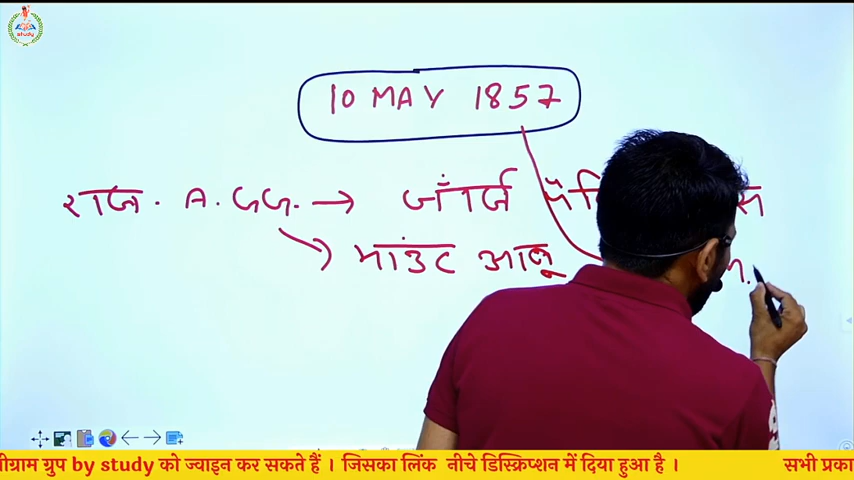 study
10 MAY 1857
राज. A.G.G. → जॉर्ज
→ माउंट आबू
ीग्राम ग्रुप by study को ज्वाइन कर सकते हैं । जिसका लिंक नीचे डिस्क्रिप्शन में दिया हुआ है । सभी प्रका